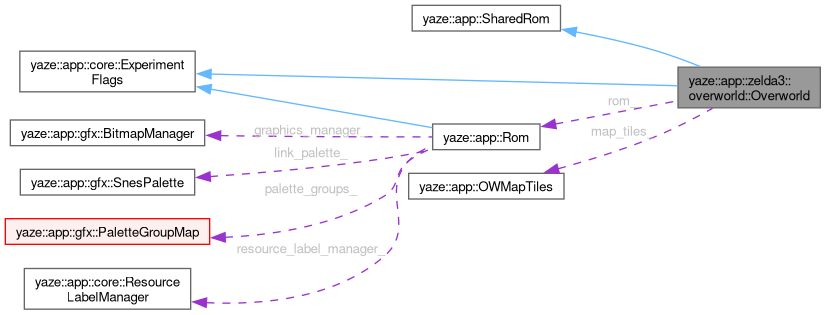 yaze::app::SharedRom
yaze::app::core::Experiment
Flags
yaze::app::zelda3::
overworld::Overworld
rom_
graphics_manager_
yaze::app::gfx::BitmapManager
yaze::app::Rom
map_tiles_
link_palette_
yaze::app::gfx::SnesPalette
palette_groups_
yaze::app::OWMapTiles
yaze::app::gfx::PaletteGroupMap
resource_label_manager_
yaze::app::core::Resource
LabelManager